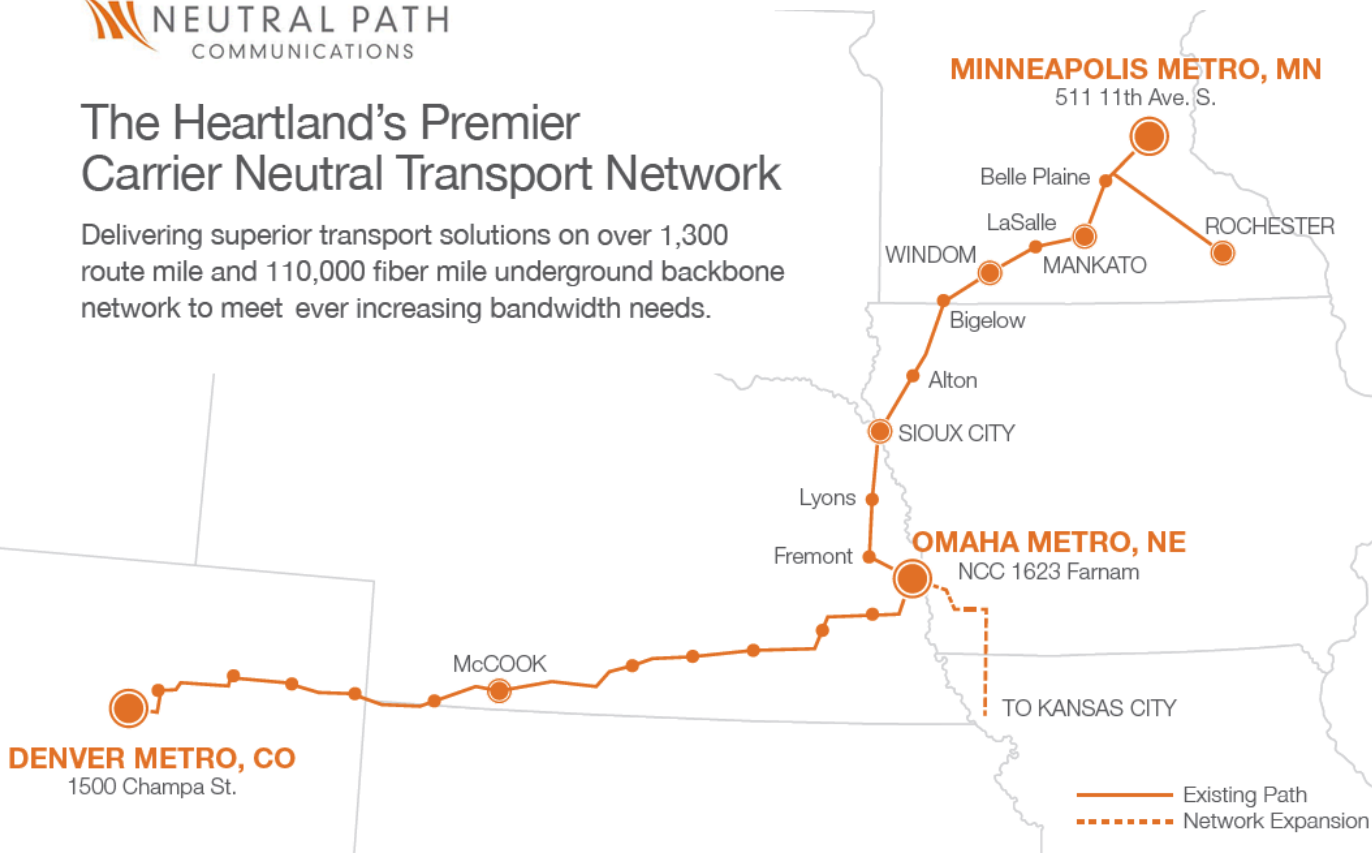 NEUTRAL PATH
COMMUNICATIONS
The Heartland's Premier
Carrier Neutral Transport Network
Delivering superior transport solutions on over 1,300
route mile and 110,000 fiber mile underground backbone
network to meet ever increasing bandwidth needs.
MINNEAPOLIS METRO, MN
511 11th Ave. S.
Belle Plaine
LaSalle
ROCHESTER
WINDOM
MANKATO
Bigelow
Alton
SIOUX CITY
Lyons
Fremont
OMAHA METRO, NE
NCC 1623 Farnam
McCOOK
TO KANSAS CITY
DENVER METRO, CO
1500 Champa St.
Existing Path
Network Expansion